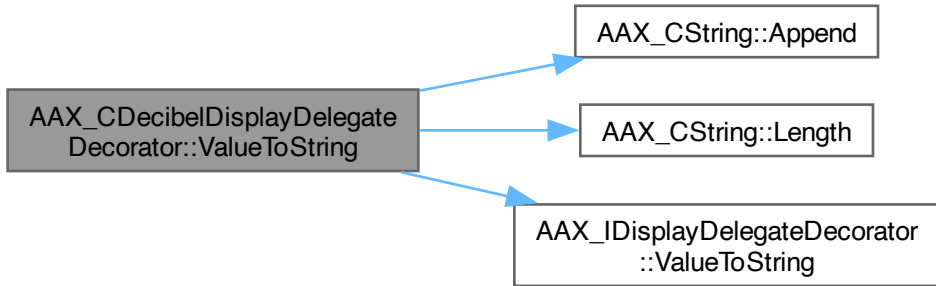 AAX_CDecibelDisplayDelegate
Decorator::ValueToString
AAX_CString::Append
AAX_CString::Length
AAX_IDisplayDelegateDecorator
::ValueToString